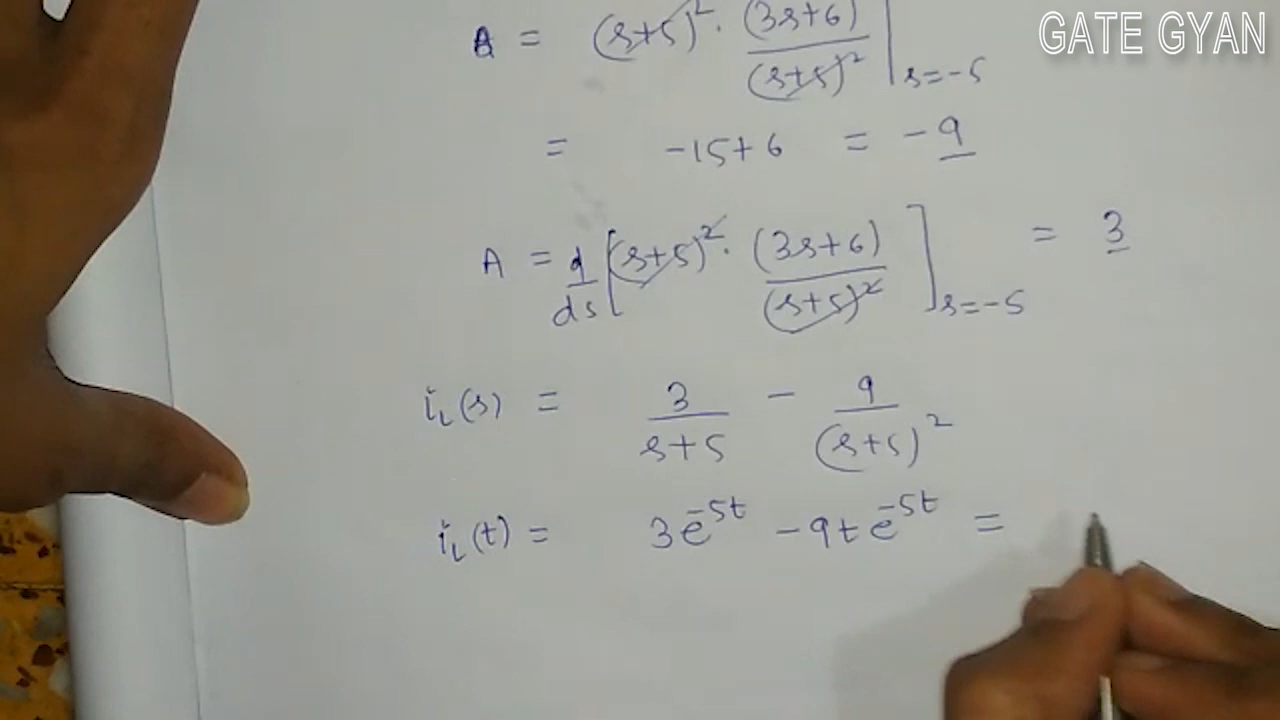 GATE GYAN
A = (s+5)² · (3s+6)/(s+5)² |s=-5
= -15+6 = -9
A = d/ds [(s+5)² · (3s+6)/(s+5)²]s=-5 = 3
iL(s) = 3/(s+5) - 9/(s+5)²
iL(t) = 3e^-5t - 9te^-5t =